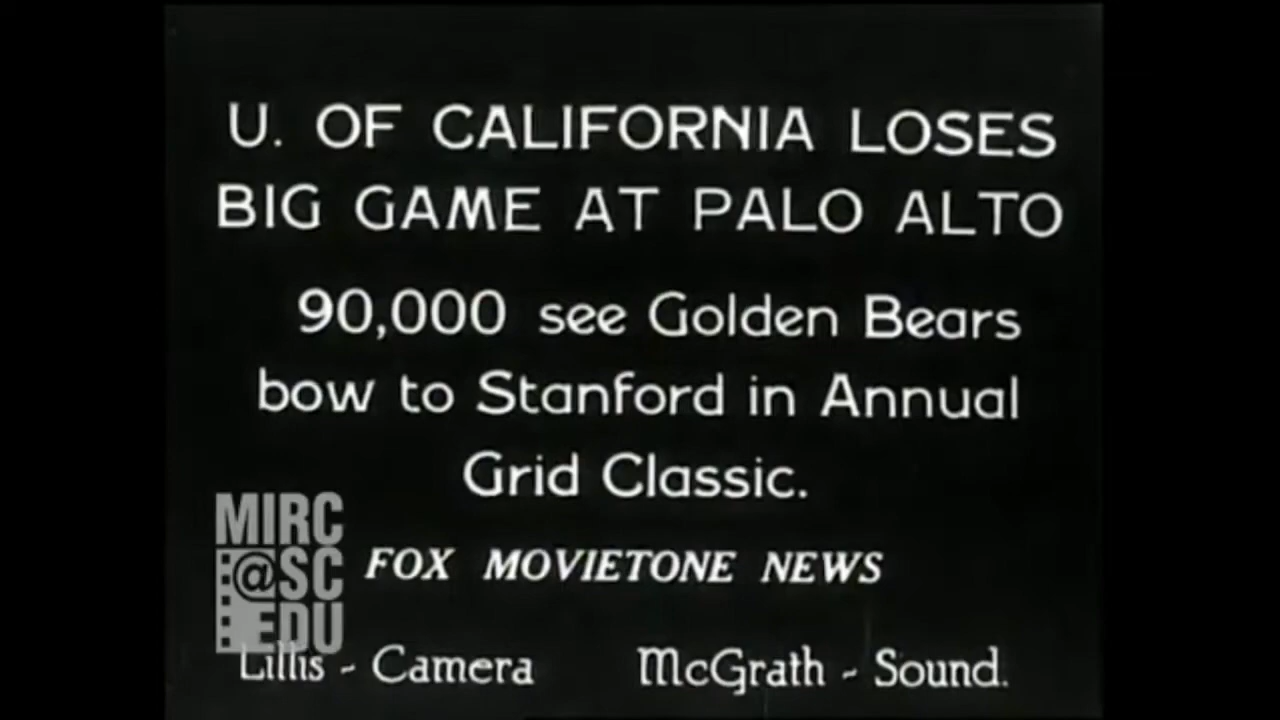 U. OF CALIFORNIA LOSES
BIG GAME AT PALO ALTO
90,000 see Golden Bears
bow to Stanford in Annual
Grid Classic.
MIRC
@SC
EDU
FOX MOVIETONE NEWS
Lillis - Camera McGrath - Sound.